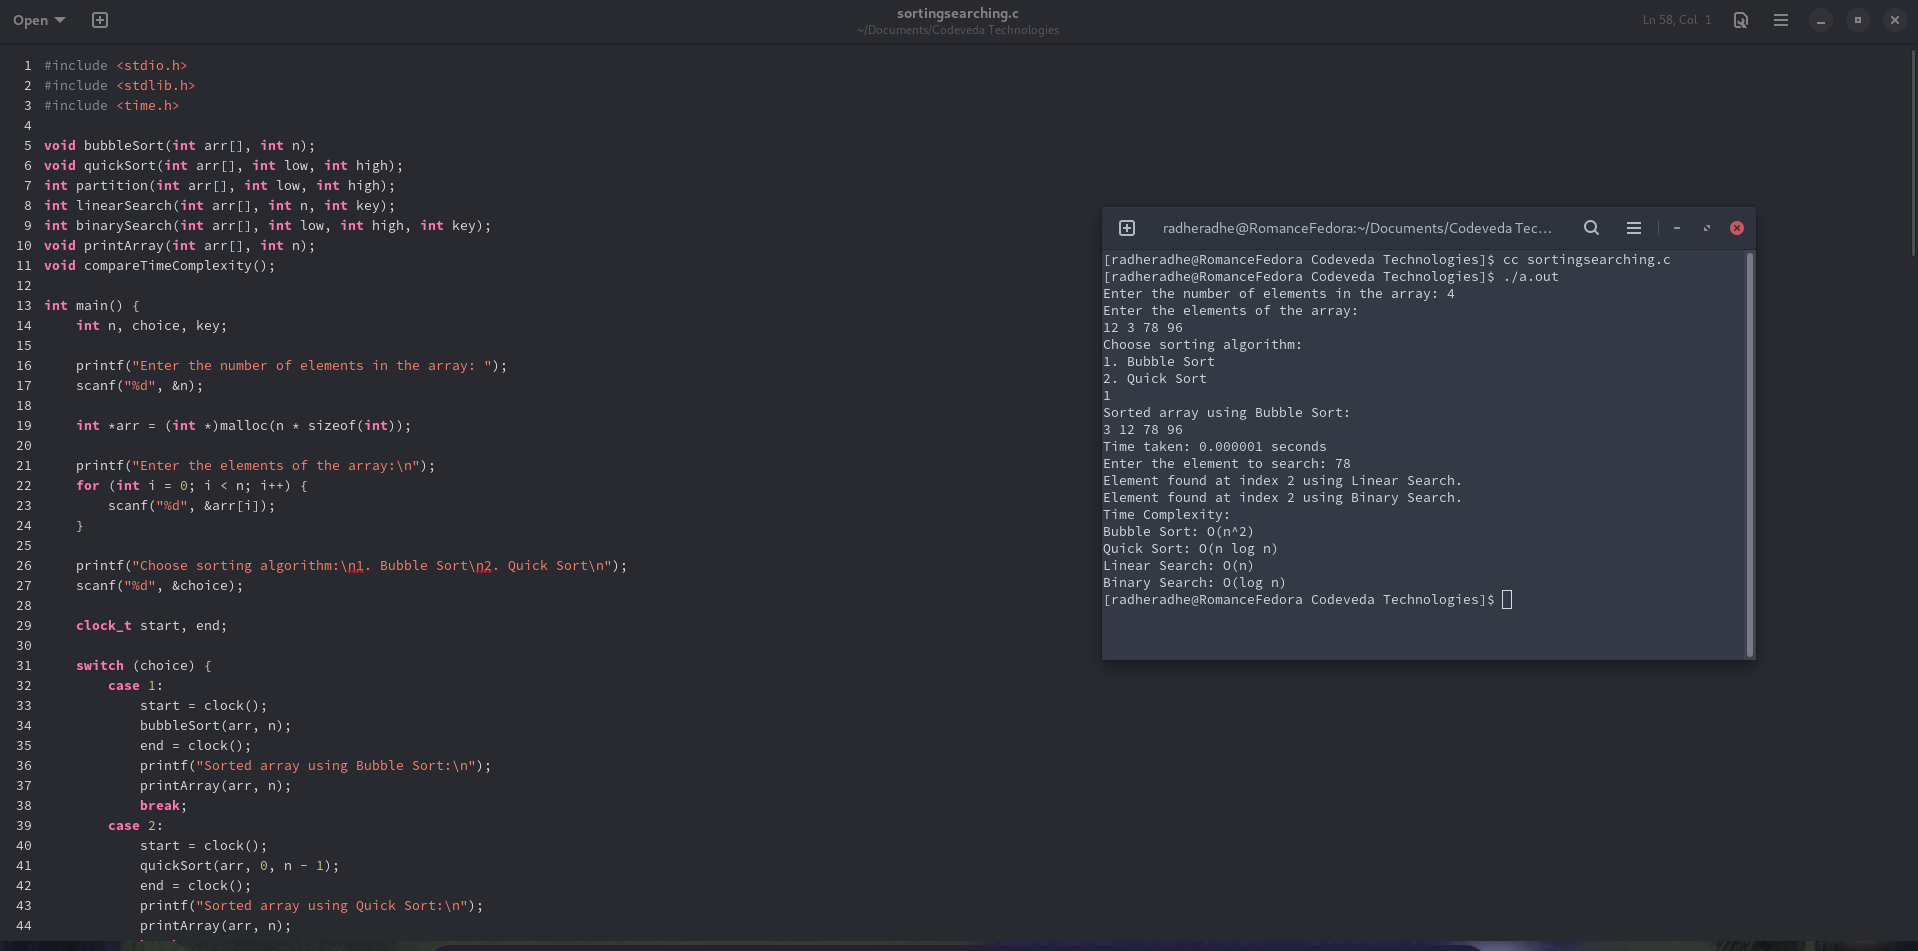 Open
sortingsearching.c
~/Documents/Codeveda Technologies
Ln 58, Col 1
1 #include <stdio.h>
2 #include <stdlib.h>
3 #include <time.h>
4
5 void bubbleSort(int arr[], int n);
6 void quickSort(int arr[], int low, int high);
7 int partition(int arr[], int low, int high);
8 int linearSearch(int arr[], int n, int key);
9 int binarySearch(int arr[], int low, int high, int key);
10 void printArray(int arr[], int n);
11 void compareTimeComplexity();
12
13 int main() {
14     int n, choice, key;
15
16     printf("Enter the number of elements in the array: ");
17     scanf("%d", &n);
18
19     int *arr = (int *)malloc(n * sizeof(int));
20
21     printf("Enter the elements of the array:\n");
22     for (int i = 0; i < n; i++) {
23         scanf("%d", &arr[i]);
24     }
25
26     printf("Choose sorting algorithm:\n1. Bubble Sort\n2. Quick Sort\n");
27     scanf("%d", &choice);
28
29     clock_t start, end;
30
31     switch (choice) {
32         case 1:
33             start = clock();
34             bubbleSort(arr, n);
35             end = clock();
36             printf("Sorted array using Bubble Sort:\n");
37             printArray(arr, n);
38             break;
39         case 2:
40             start = clock();
41             quickSort(arr, 0, n - 1);
42             end = clock();
43             printf("Sorted array using Quick Sort:\n");
44             printArray(arr, n);
radheradhe@RomanceFedora:~/Documents/Codeveda Tec...
[radheradhe@RomanceFedora Codeveda Technologies]$ cc sortingsearching.c
[radheradhe@RomanceFedora Codeveda Technologies]$ ./a.out
Enter the number of elements in the array: 4
Enter the elements of the array:
12 3 78 96
Choose sorting algorithm:
1. Bubble Sort
2. Quick Sort
1
Sorted array using Bubble Sort:
3 12 78 96
Time taken: 0.000001 seconds
Enter the element to search: 78
Element found at index 2 using Linear Search.
Element found at index 2 using Binary Search.
Time Complexity:
Bubble Sort: O(n^2)
Quick Sort: O(n log n)
Linear Search: O(n)
Binary Search: O(log n)
[radheradhe@RomanceFedora Codeveda Technologies]$